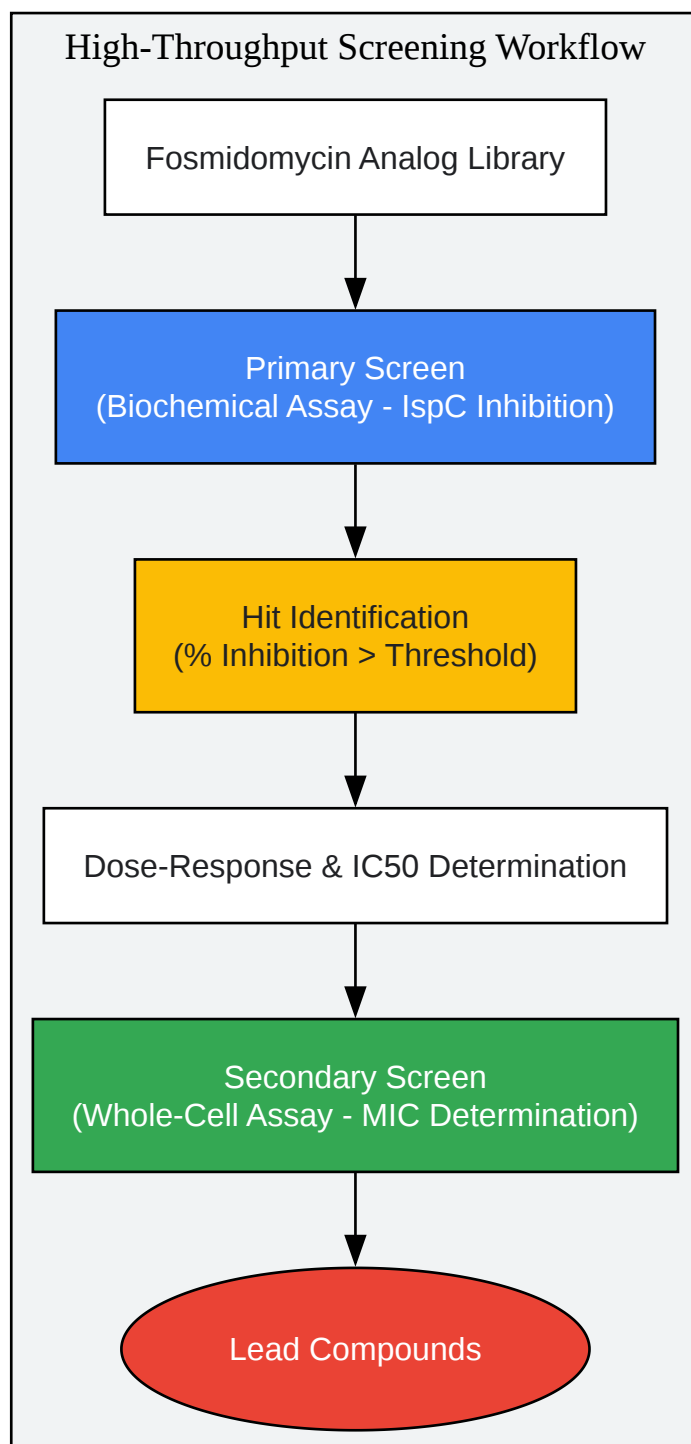 High-Throughput Screening Workflow
Fosmidomycin Analog Library
Primary Screen
(Biochemical Assay - IspC Inhibition)
Hit Identification
(% Inhibition > Threshold)
Dose-Response & IC50 Determination
Secondary Screen
(Whole-Cell Assay - MIC Determination)
Lead Compounds